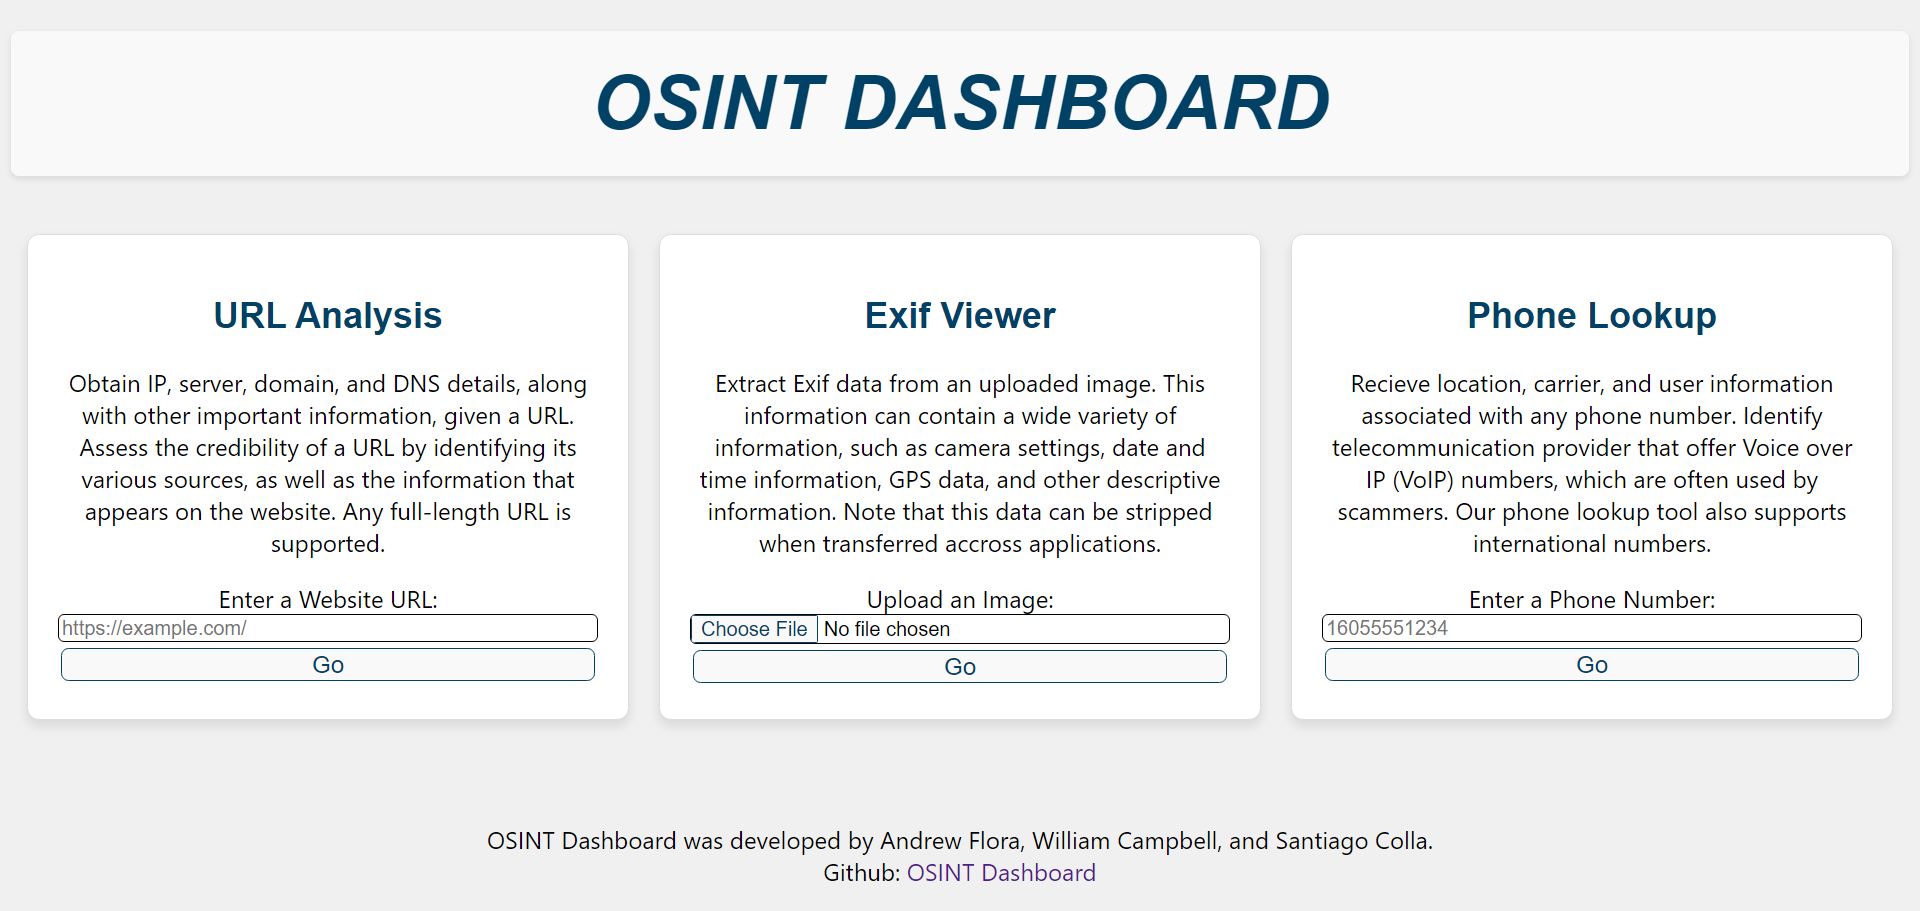 OSINT DASHBOARD
URL Analysis
Obtain IP, server, domain, and DNS details, along
with other important information, given a URL.
Assess the credibility of a URL by identifying its
various sources, as well as the information that
appears on the website. Any full-length URL is
supported.
Enter a Website URL:
https://example.com/
Go
Exif Viewer
Extract Exif data from an uploaded image. This
information can contain a wide variety of
information, such as camera settings, date and
time information, GPS data, and other descriptive
information. Note that this data can be stripped
when transferred accross applications.
Upload an Image:
Choose File No file chosen
Go
Phone Lookup
Recieve location, carrier, and user information
associated with any phone number. Identify
telecommunication provider that offer Voice over
IP (VoIP) numbers, which are often used by
scammers. Our phone lookup tool also supports
international numbers.
Enter a Phone Number:
16055551234
Go
OSINT Dashboard was developed by Andrew Flora, William Campbell, and Santiago Colla.
Github: OSINT Dashboard